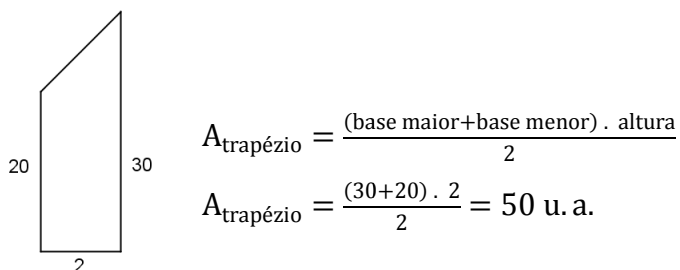 20
30
2
A_trapézio = (base maior+base menor) . altura / 2
A_trapézio = (30+20) . 2 / 2 = 50 u. a.